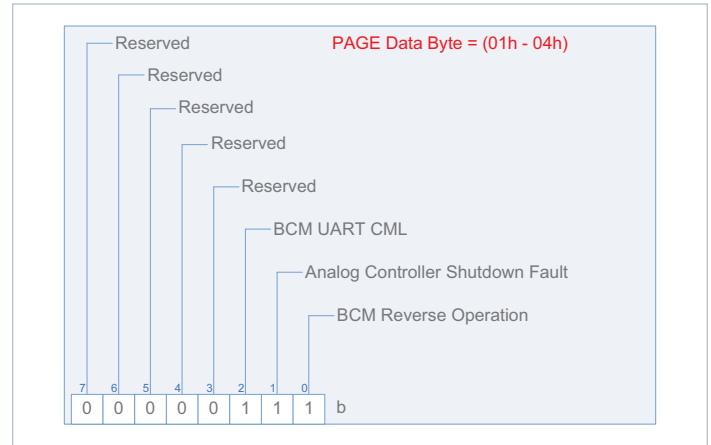 Reserved PAGE Data Byte = (01h - 04h)
Reserved
Reserved
Reserved
Reserved
BCM UART CML
Analog Controller Shutdown Fault
BCM Reverse Operation
7 6 5 4 3 2 1 0
0 0 0 0 0 1 1 1 b